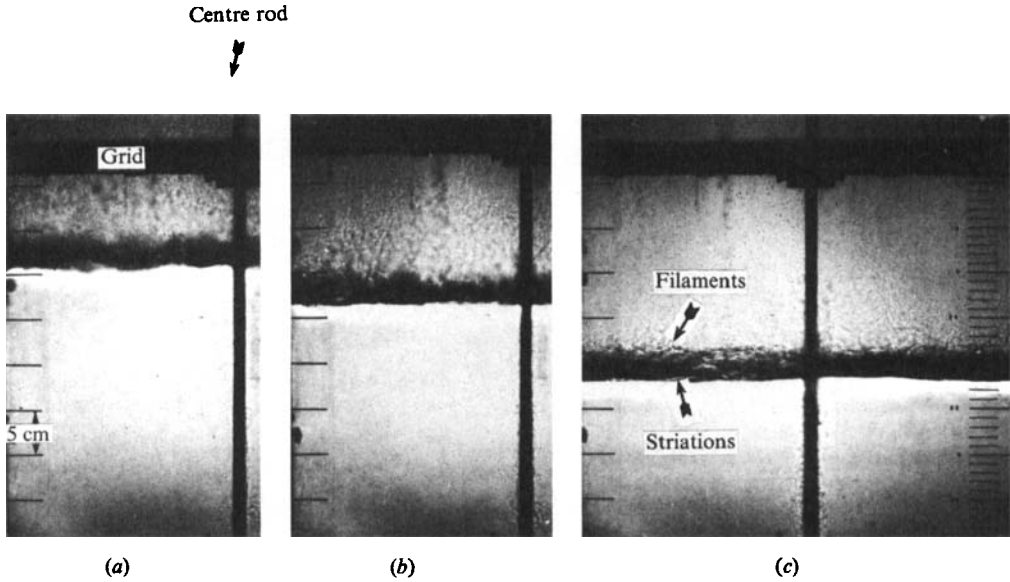 Centre rod
Grid
Filaments
5 cm
Striations
(a)
(b)
(c)